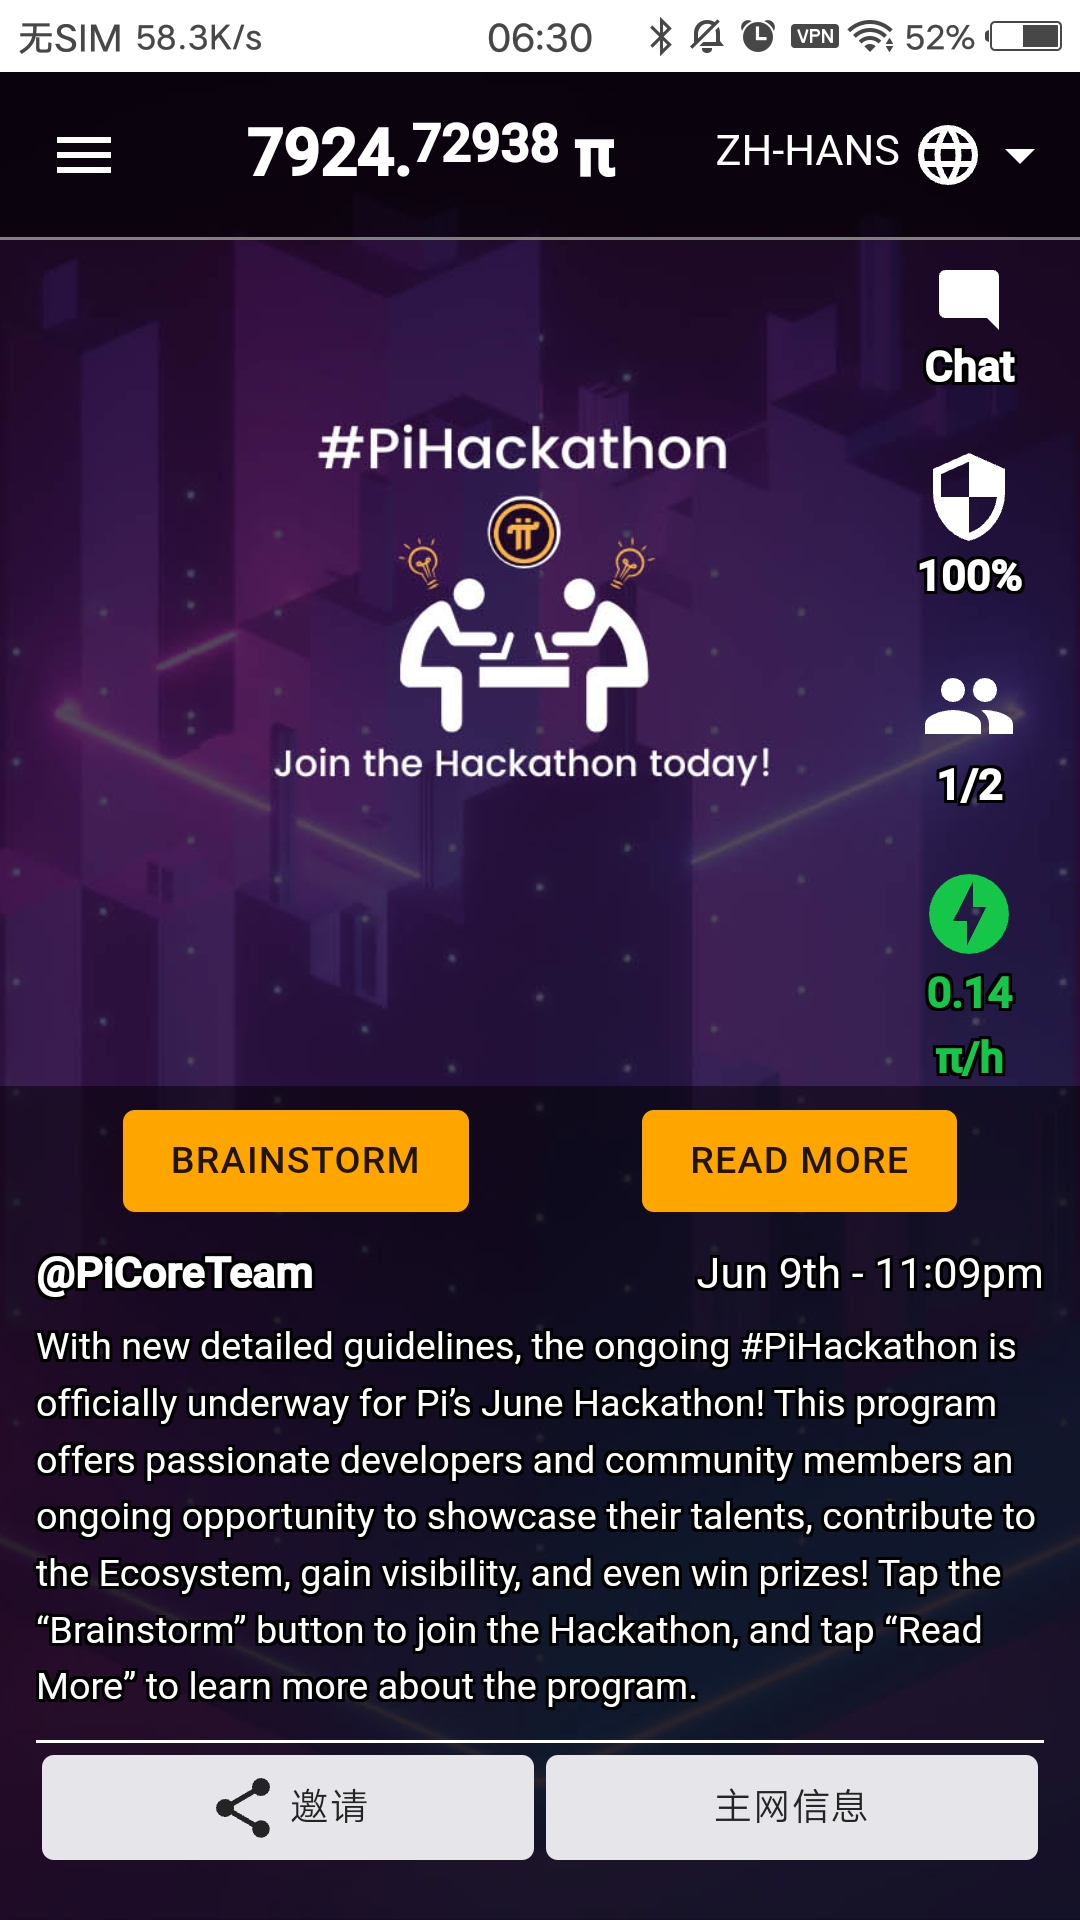 无SIM 58.3K/s 06:30 VPN 52%
7924.72938 π ZH-HANS
Chat
#PiHackathon
100%
Join the Hackathon today!
1/2
0.14
π/h
BRAINSTORM READ MORE
@PiCoreTeam Jun 9th - 11:09pm
With new detailed guidelines, the ongoing #PiHackathon is
officially underway for Pi’s June Hackathon! This program
offers passionate developers and community members an
ongoing opportunity to showcase their talents, contribute to
the Ecosystem, gain visibility, and even win prizes! Tap the
“Brainstorm” button to join the Hackathon, and tap “Read
More” to learn more about the program.
邀请 主网信息